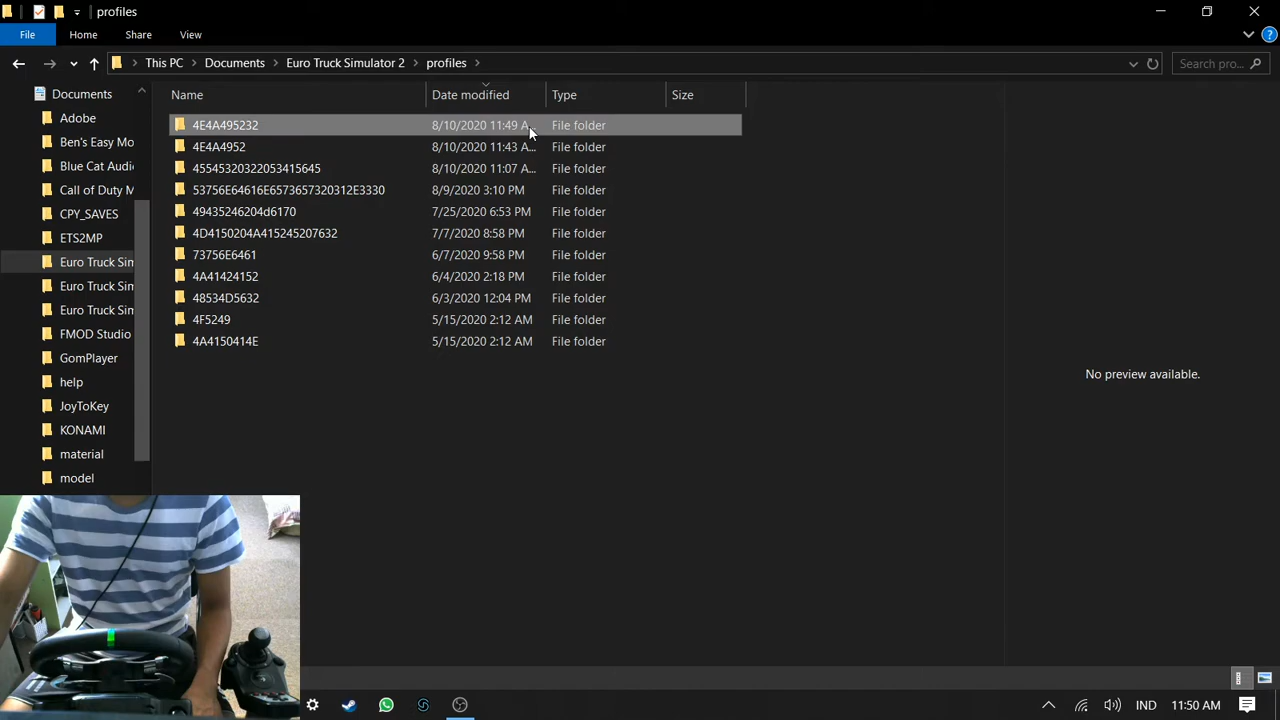 profiles
File
Home
Share
View
This PC
Documents
Euro Truck Simulator 2
profiles
Search pro...
Documents
Adobe
Ben's Easy Mo
Blue Cat Audi
Call of Duty M
CPY_SAVES
ETS2MP
Euro Truck Sim
Euro Truck Sim
Euro Truck Sim
FMOD Studio
GomPlayer
help
JoyToKey
KONAMI
material
model
Name
Date modified
Type
Size
4E4A495232 8/10/2020 11:49 A... File folder
4E4A4952 8/10/2020 11:43 A... File folder
45545320322053415645 8/10/2020 11:07 A... File folder
53756E64616E6573657320312E3330 8/9/2020 3:10 PM File folder
49435246204d6170 7/25/2020 6:53 PM File folder
4D4150204A415245207632 7/7/2020 8:58 PM File folder
73756E6461 6/7/2020 9:58 PM File folder
4A41424152 6/4/2020 2:18 PM File folder
48534D5632 6/3/2020 12:04 PM File folder
4F5249 5/15/2020 2:12 AM File folder
4A4150414E 5/15/2020 2:12 AM File folder
No preview available.
IND
11:50 AM